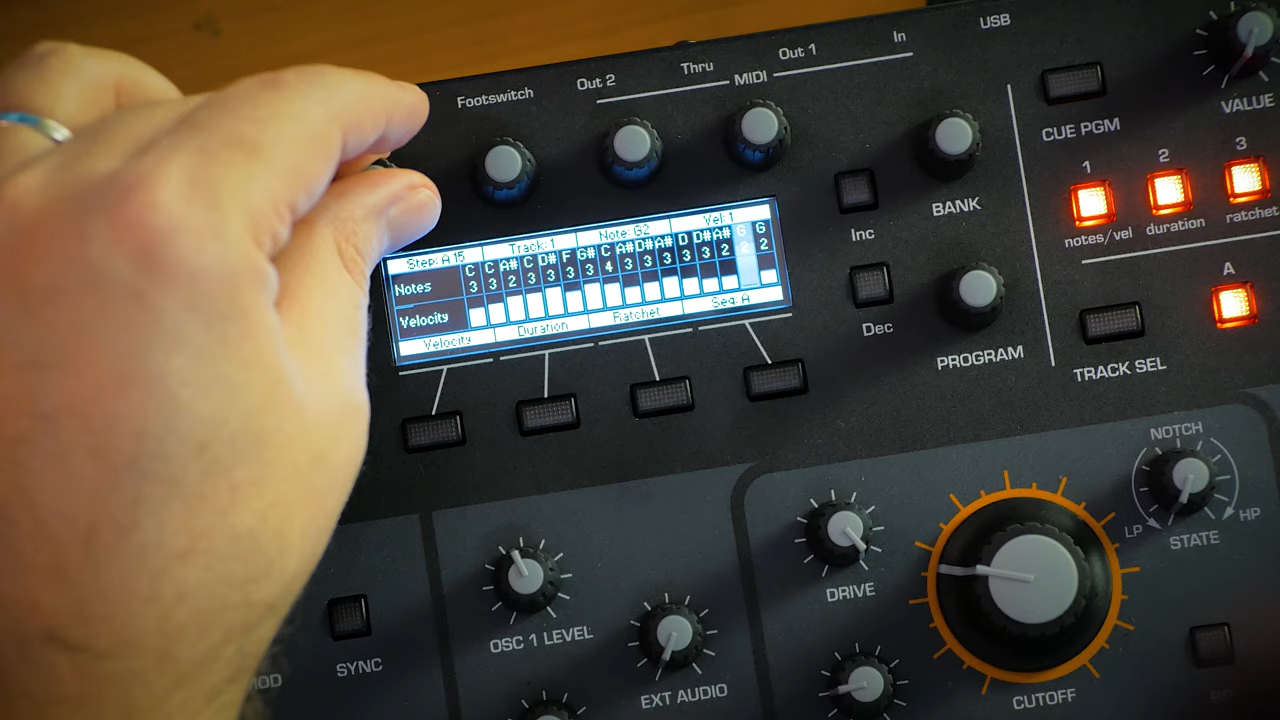 USB
Footswitch
Out 2
Thru
Out 1
In
MIDI
CUE PGM
VALUE
1
2
3
notes/vel
duration
ratchet
BANK
Inc
Dec
PROGRAM
A
TRACK SEL
Step: A 15
Track: 1
Note: G2
Vel: 1
Notes
C C A# C D# F G# C A# D# A# D D# A# G G
3 3 2 3 3 3 3 4 3 3 3 3 3 2 2 2
Velocity
Velocity
Duration
Ratchet
Seq: A
NOTCH
LP
HP
STATE
DRIVE
CUTOFF
OSC 1 LEVEL
EXT AUDIO
SYNC
MOD